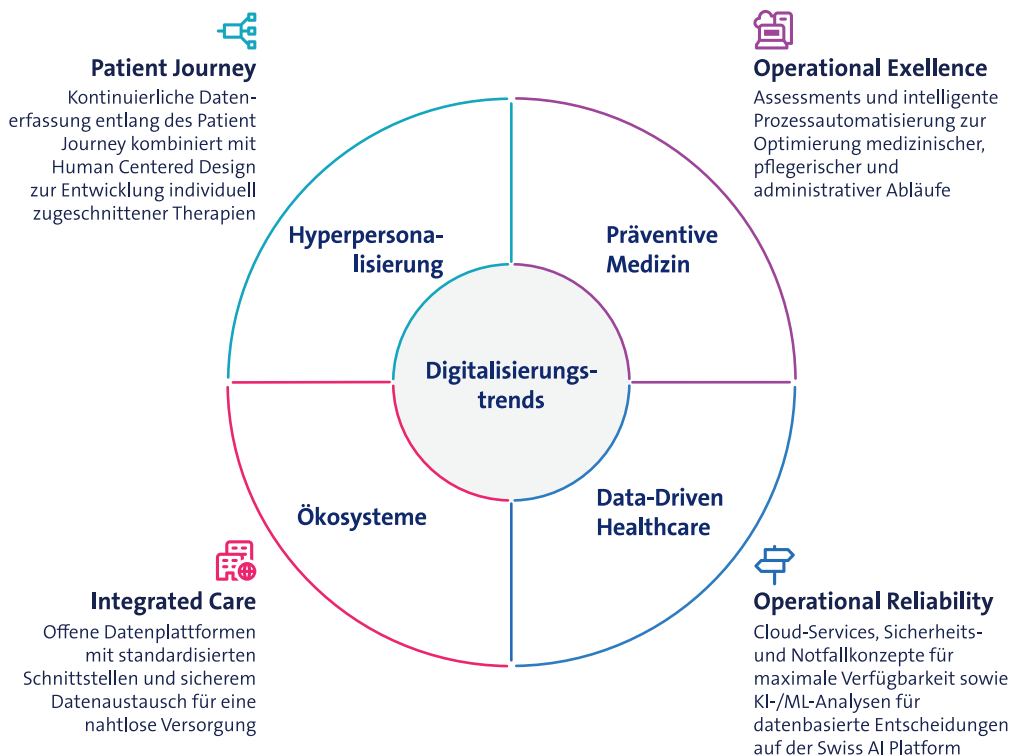 Patient Journey
Kontinuierliche Daten-
erfassung entlang des Patient
Journey kombiniert mit
Human Centered Design
zur Entwicklung individuell
zugeschnittener Therapien
Operational Exellence
Assessments und intelligente
Prozessautomatisierung zur
Optimierung medizinischer,
pflegerischer und
administrativer Abläufe
Hyperpersona-
lisierung
Präventive
Medizin
Digitalisierungs-
trends
Ökosysteme
Data-Driven
Healthcare
Integrated Care
Offene Datenplattformen
mit standardisierten
Schnittstellen und sicherem
Datenaustausch für eine
nahtlose Versorgung
Operational Reliability
Cloud-Services, Sicherheits-
und Notfallkonzepte für
maximale Verfügbarkeit sowie
KI-/ML-Analysen für
datenbasierte Entscheidungen
auf der Swiss AI Platform